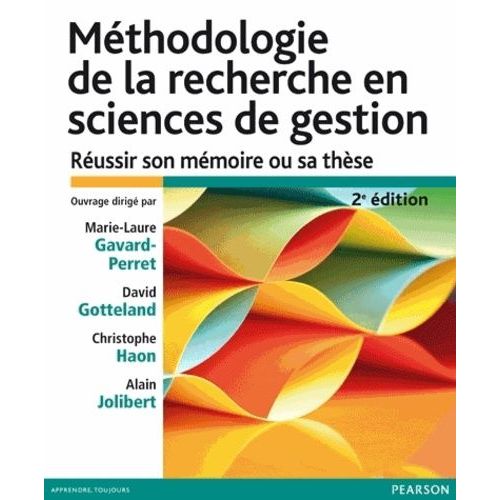 Méthodologie
de la recherche en
sciences de gestion
Réussir son mémoire ou sa thèse
Ouvrage dirigé par
2e édition
Marie-Laure
Gavard-
Perret
David
Gotteland
Christophe
Haon
Alain
Jolibert
APPRENDRE, TOUJOURS
PEARSON